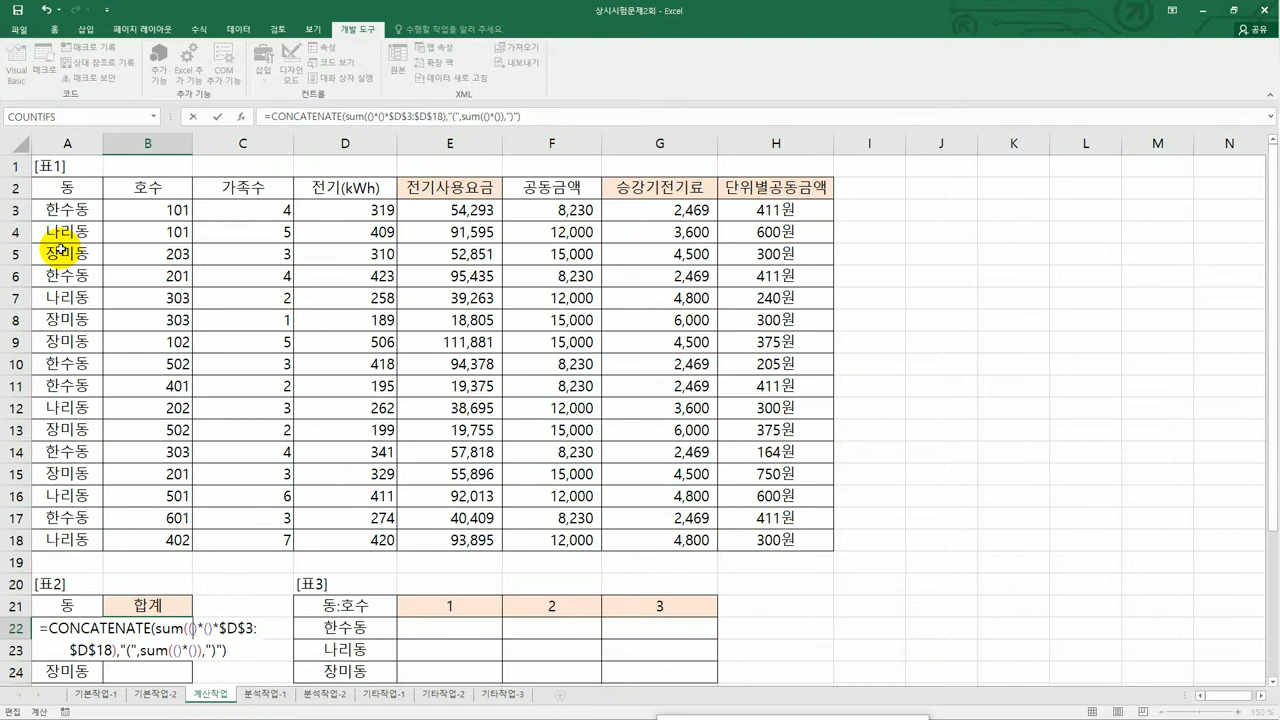 상시시험문제2회 - Excel
파일 홈 삽입 페이지 레이아웃 수식 데이터 검토 보기 개발 도구 수행할 작업을 알려 주세요. 공유
Visual Basic 매크로 매크로 기록 상대 참조로 기록 매크로 보안 추가 기능 Excel 추가 기능 COM 추가 기능 삽입 디자인 모드 속성 코드 보기 대화 상자 실행 원본 맵 속성 확장 팩 데이터 새로 고침 가져오기 내보내기
코드 추가 기능 컨트롤 XML
COUNTIFS =CONCATENATE(sum(()*()*$D$3:$D$18),"(",sum(()*()),")")
A B C D E F G H I J K L M N
1 [표1]
2 동 호수 가족수 전기(kWh) 전기사용요금 공동금액 승강기전기료 단위별공동금액
3 한수동 101 4 319 54,293 8,230 2,469 411원
4 나리동 101 5 409 91,595 12,000 3,600 600원
5 장미동 203 3 310 52,851 15,000 4,500 300원
6 한수동 201 4 423 95,435 8,230 2,469 411원
7 나리동 303 2 258 39,263 12,000 4,800 240원
8 장미동 303 1 189 18,805 15,000 6,000 300원
9 장미동 102 5 506 111,881 15,000 4,500 375원
10 한수동 502 3 418 94,378 8,230 2,469 205원
11 한수동 401 2 195 19,375 8,230 2,469 411원
12 나리동 202 3 262 38,695 12,000 3,600 300원
13 장미동 502 2 199 19,755 15,000 6,000 375원
14 한수동 303 4 341 57,818 8,230 2,469 164원
15 장미동 201 3 329 55,896 15,000 4,500 750원
16 나리동 501 6 411 92,013 12,000 4,800 600원
17 한수동 601 3 274 40,409 8,230 2,469 411원
18 나리동 402 7 420 93,895 12,000 4,800 300원
19
20 [표2] [표3]
21 동 합계 동:호수 1 2 3
22 =CONCATENATE(sum(()*()*$D$3: 한수동
23 $D$18),"(",sum(()*()),")") 나리동
24 장미동 장미동
기본작업-1 기본작업-2 계산작업 분석작업-1 분석작업-2 기타작업-1 기타작업-2 기타작업-3
편집 계산 150 %